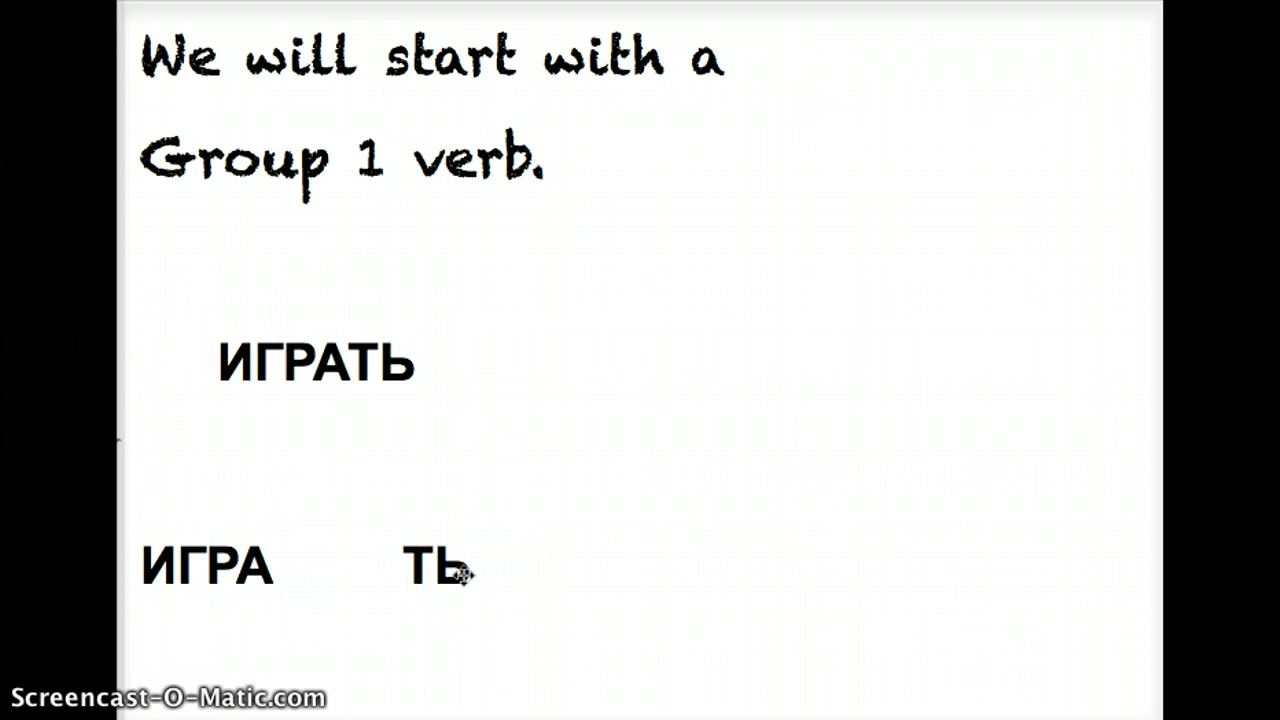 We will start with a
Group 1 verb.
ИГРАТЬ
ИГРА ТЬ
Screencast-O-Matic.com